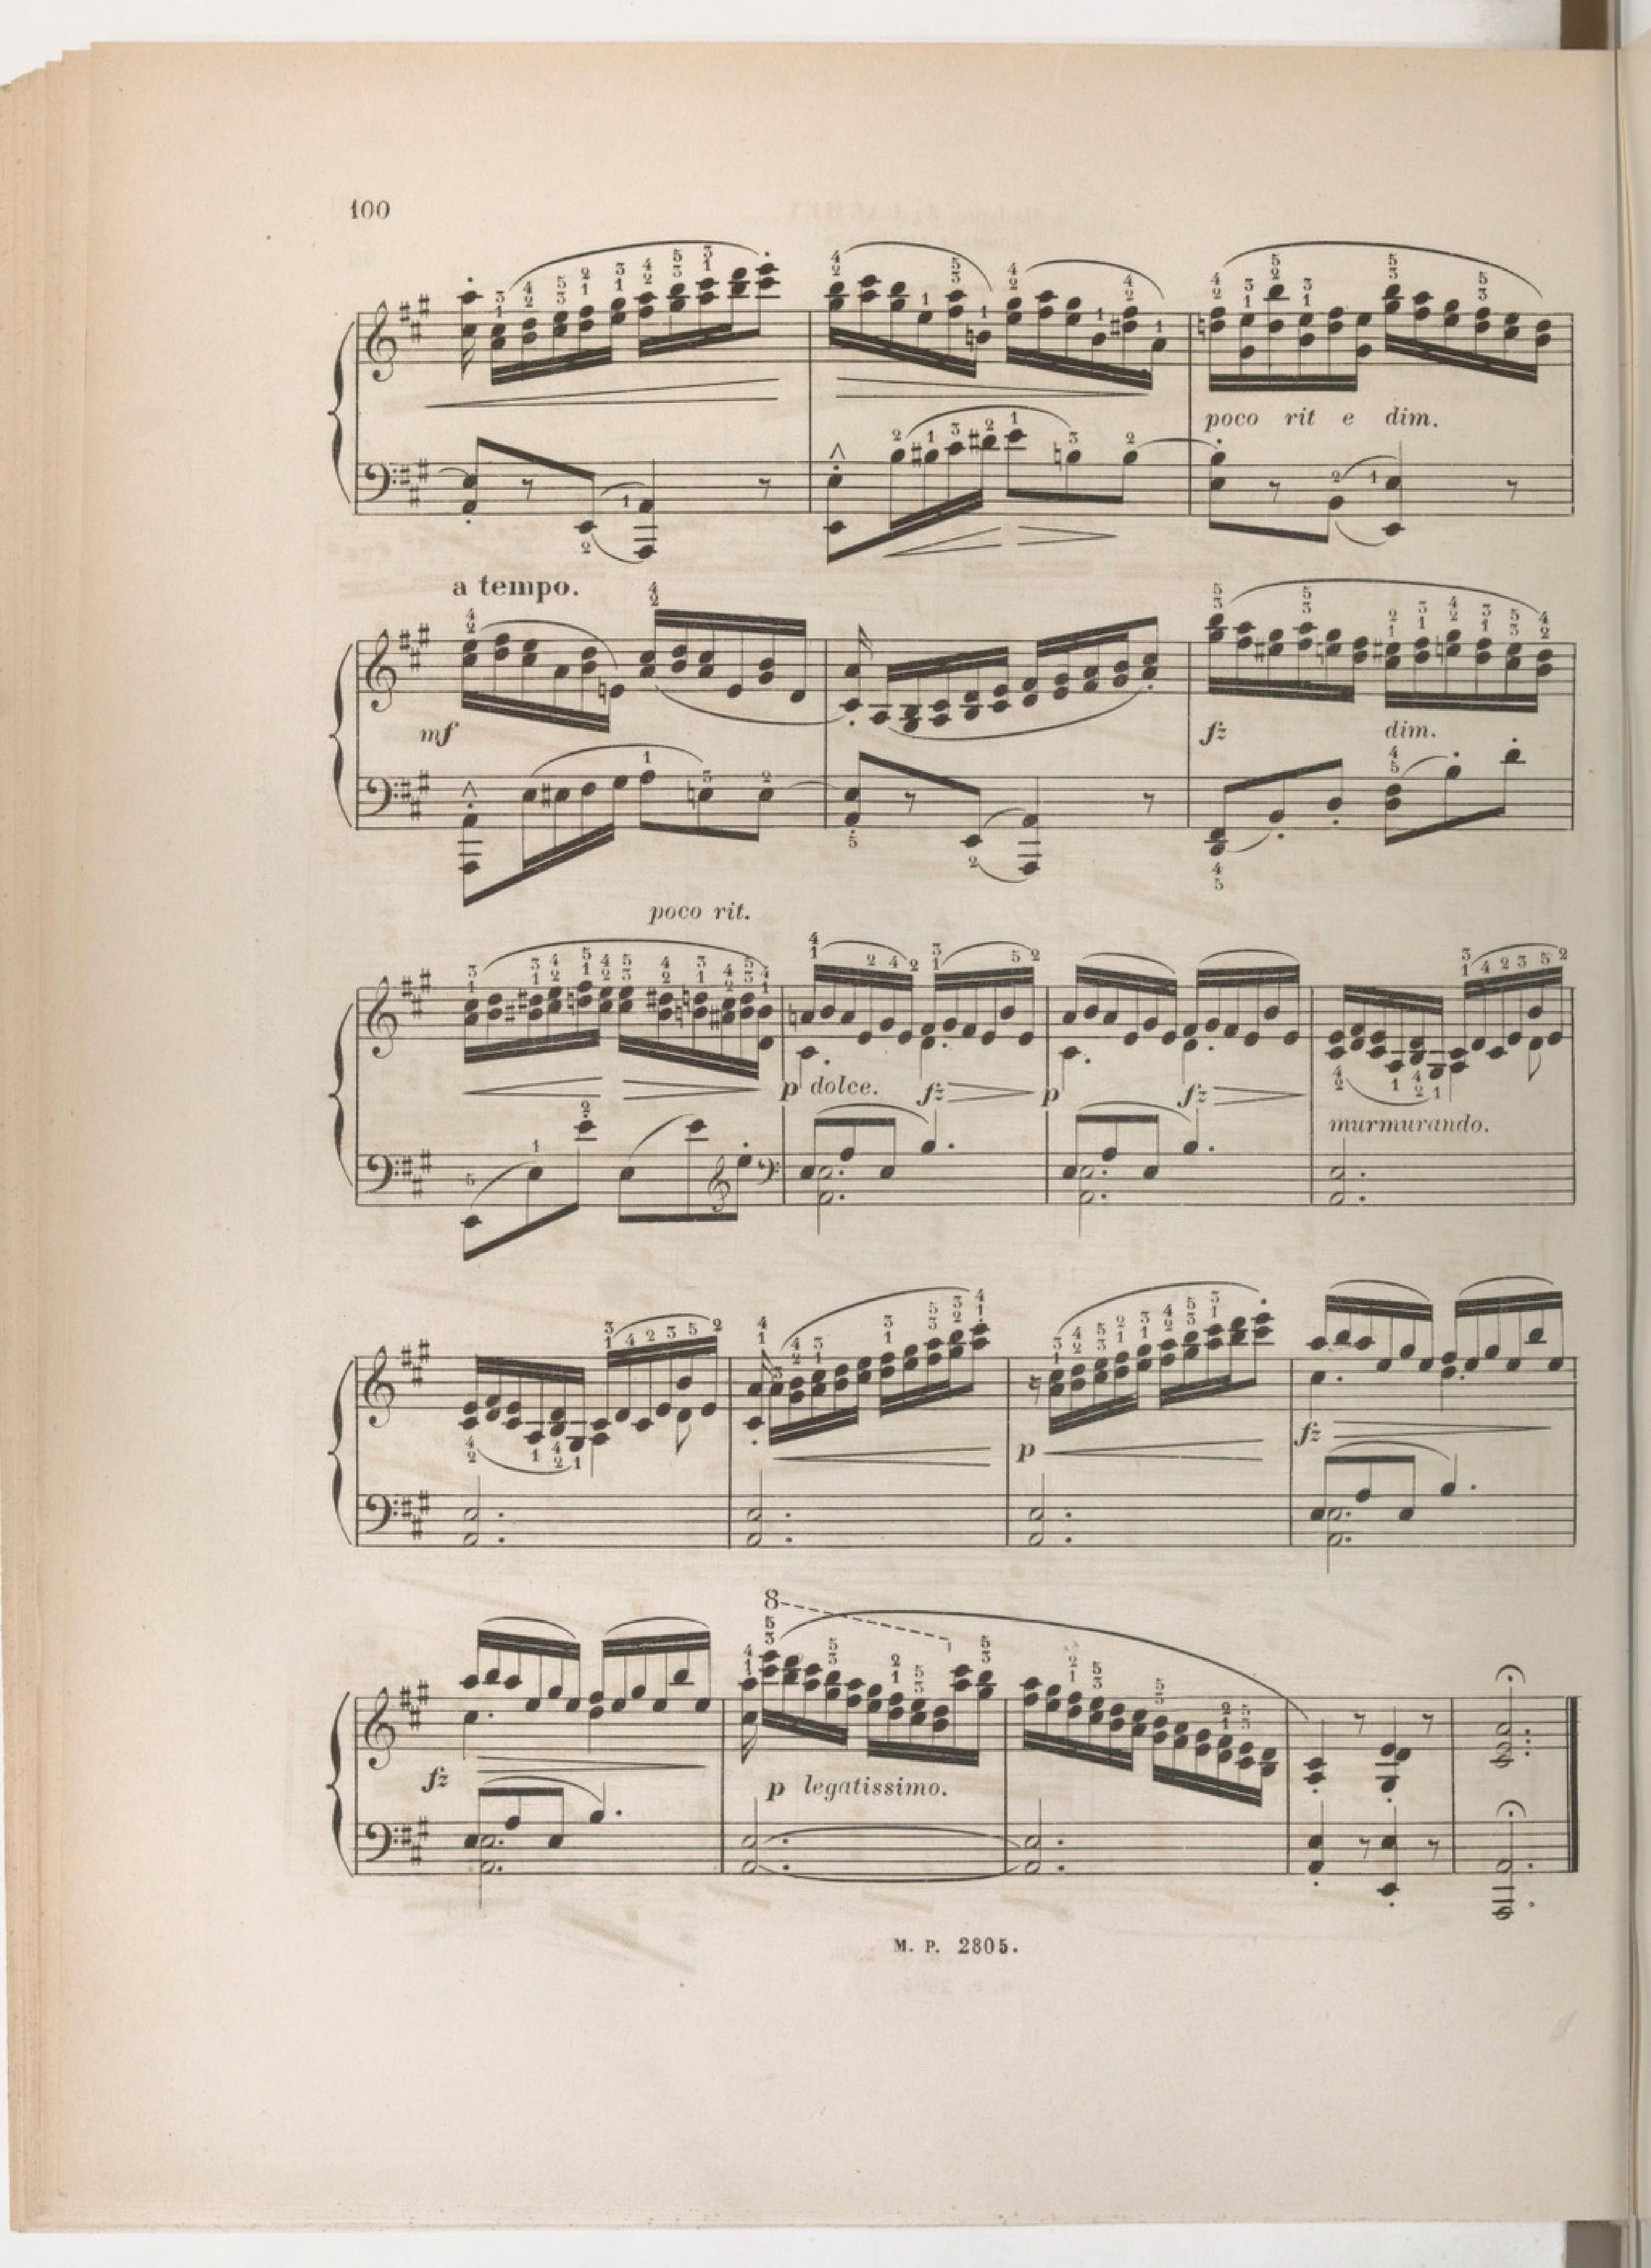 100
poco rit e dim.
a tempo.
mf
fz
dim.
poco rit.
p dolce.
fz
p
fz
murmurando.
p
fz
8
fz
p legatissimo.
M. P. 2805.